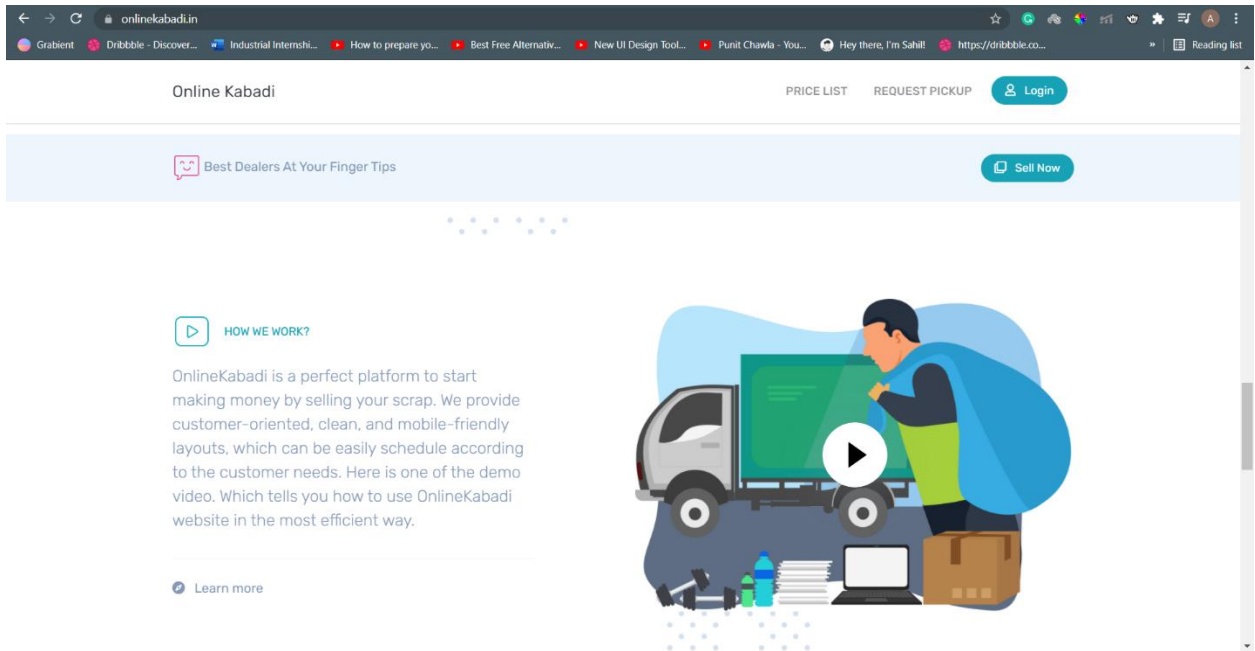 onlinekabadi.in
G
A
Grabient
Dribbble - Discover...
Industrial Internshi...
How to prepare yo...
Best Free Alternativ...
New UI Design Tool...
Punit Chawla - You...
Hey there, I'm Sahil!
https://dribbble.co...
»
Reading list
Online Kabadi
PRICE LIST
REQUEST PICKUP
Login
Best Dealers At Your Finger Tips
Sell Now
HOW WE WORK?
OnlineKabadi is a perfect platform to start
making money by selling your scrap. We provide
customer-oriented, clean, and mobile-friendly
layouts, which can be easily schedule according
to the customer needs. Here is one of the demo
video. Which tells you how to use OnlineKabadi
website in the most efficient way.
Learn more